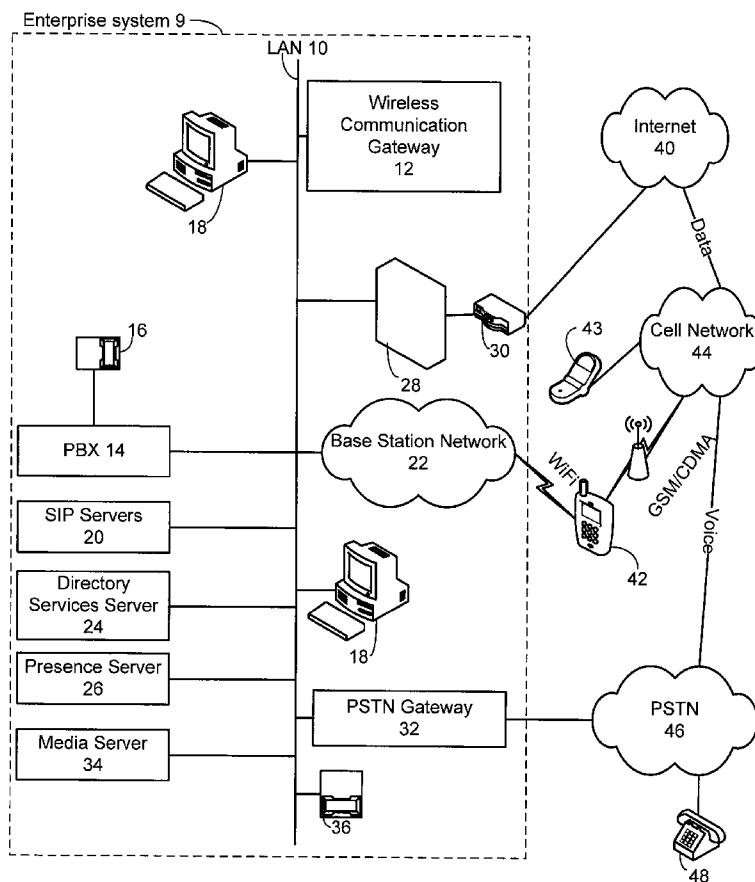 Enterprise system 9
LAN 10
Wireless
Communication
Gateway
12
Internet
40
18
Data
16
30
43
Cell Network
44
28
PBX 14
Base Station Network
22
WiFi
GSM/CDMA
Voice
SIP Servers
20
42
Directory
Services Server
24
18
Presence Server
26
PSTN Gateway
32
PSTN
46
Media Server
34
36
48